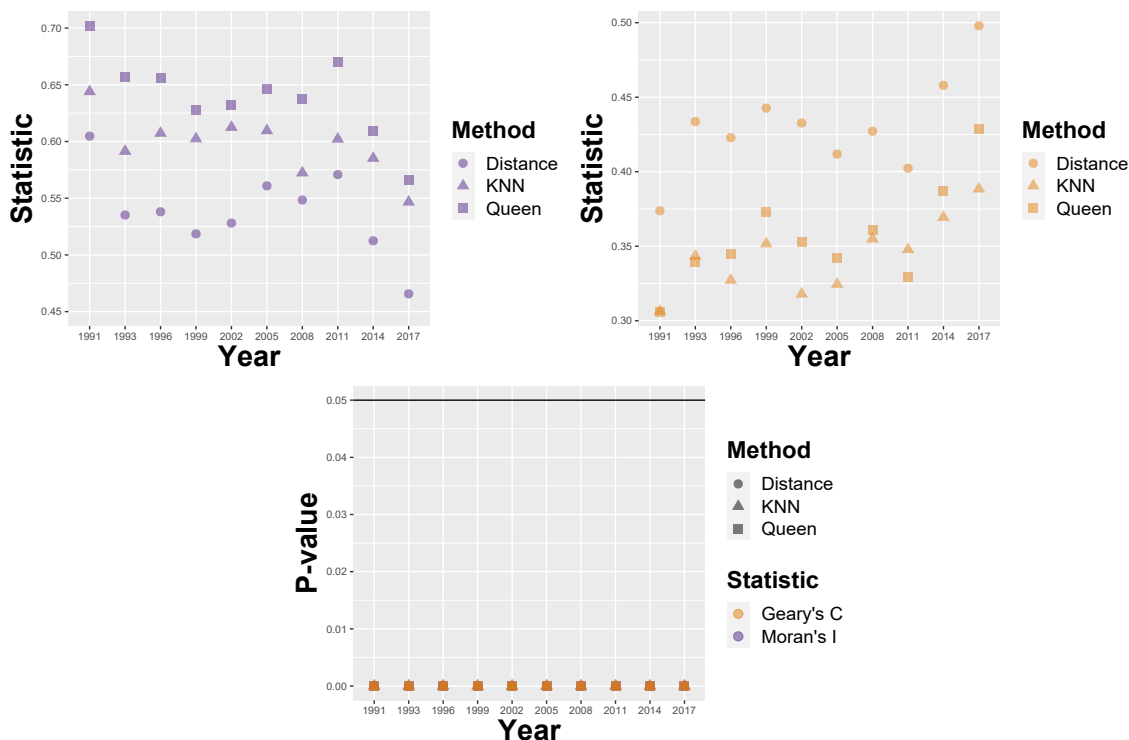 0.70
0.65
0.60
0.55
0.50
0.45
Statistic
1991 1993 1996 1999 2002 2005 2008 2011 2014 2017
Year
Method
Distance
KNN
Queen
0.50
0.45
0.40
0.35
0.30
Statistic
1991 1993 1996 1999 2002 2005 2008 2011 2014 2017
Year
Method
Distance
KNN
Queen
0.05
0.04
0.03
0.02
0.01
0.00
P-value
1991 1993 1996 1999 2002 2005 2008 2011 2014 2017
Year
Method
Distance
KNN
Queen
Statistic
Geary's C
Moran's I